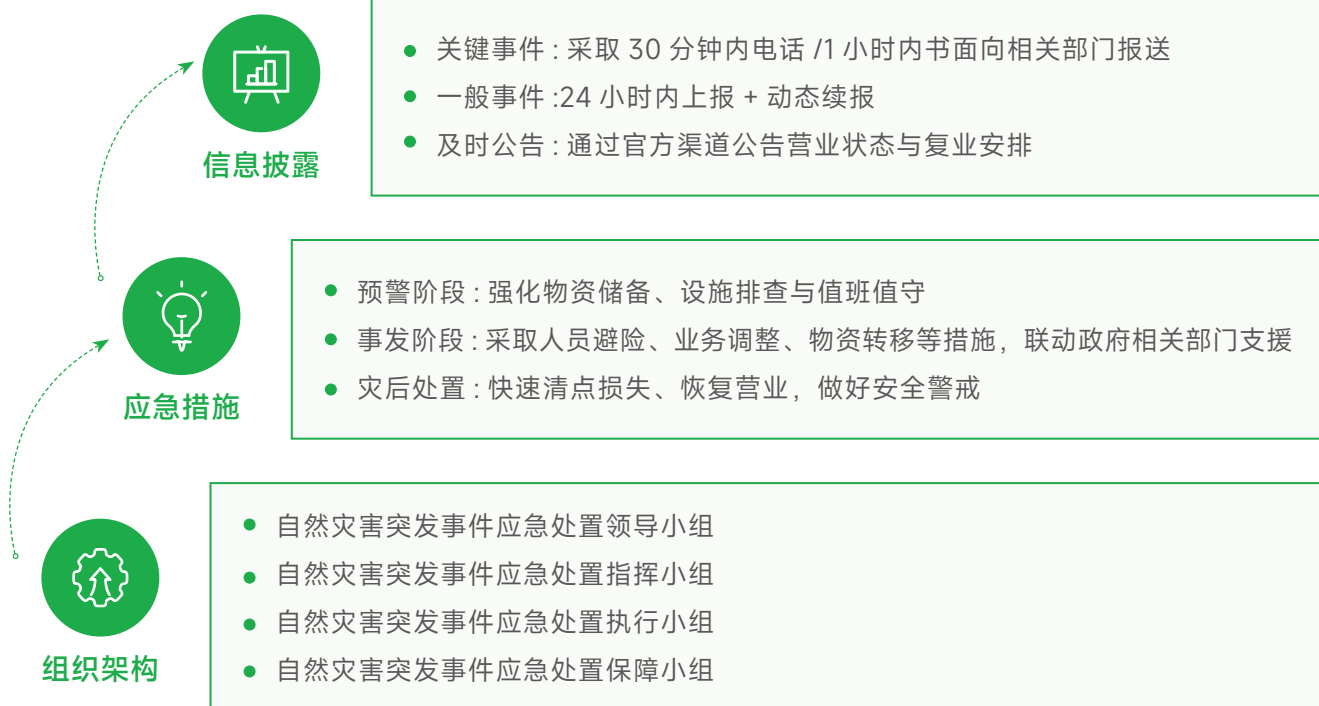 关键事件 : 采取 30 分钟内电话 /1 小时内书面向相关部门报送
一般事件 :24 小时内上报 + 动态续报
及时公告 : 通过官方渠道公告营业状态与复业安排
信息披露
预警阶段 : 强化物资储备、设施排查与值班值守
事发阶段 : 采取人员避险、业务调整、物资转移等措施，联动政府相关部门支援
灾后处置 : 快速清点损失、恢复营业，做好安全警戒
应急措施
自然灾害突发事件应急处置领导小组
自然灾害突发事件应急处置指挥小组
自然灾害突发事件应急处置执行小组
自然灾害突发事件应急处置保障小组
组织架构